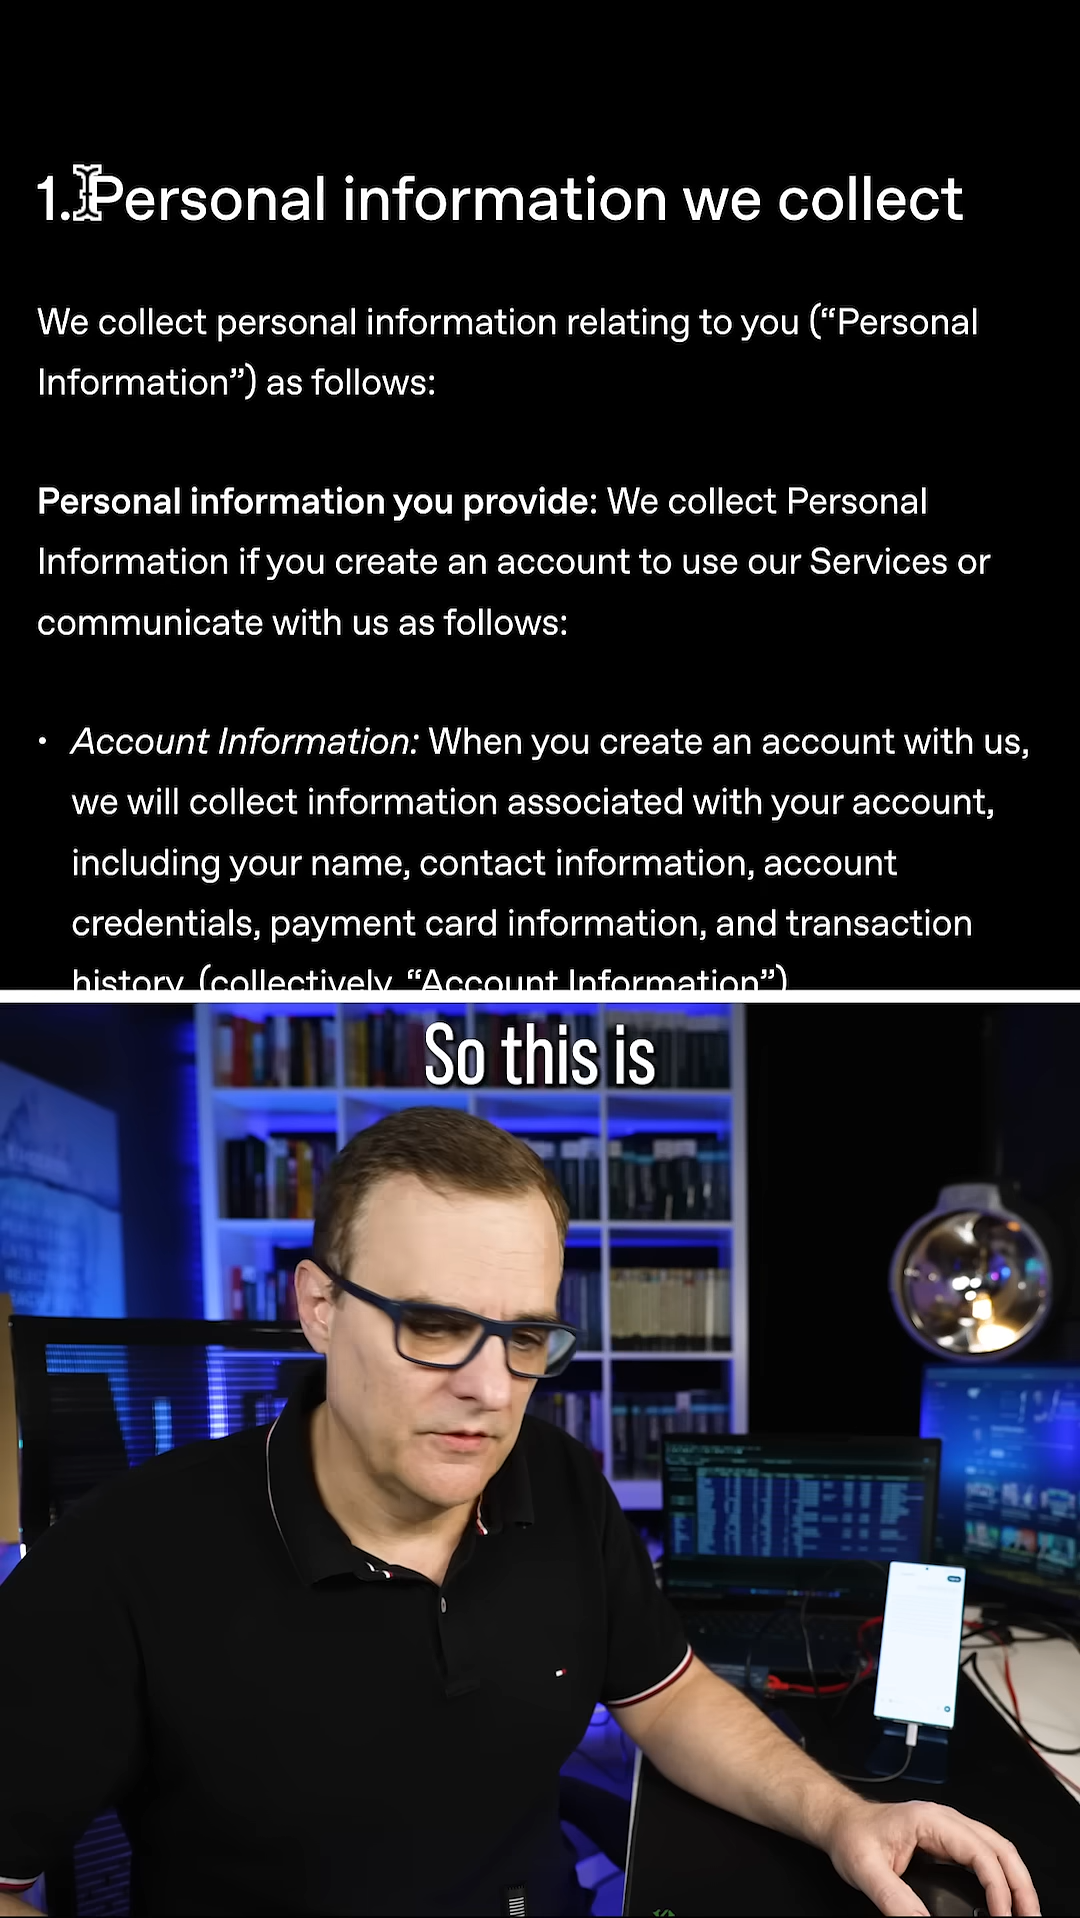 1. Personal information we collect
We collect personal information relating to you (“Personal
Information”) as follows:
Personal information you provide: We collect Personal
Information if you create an account to use our Services or
communicate with us as follows:
• Account Information: When you create an account with us,
we will collect information associated with your account,
including your name, contact information, account
credentials, payment card information, and transaction
history, (collectively, “Account Information”)
So this is